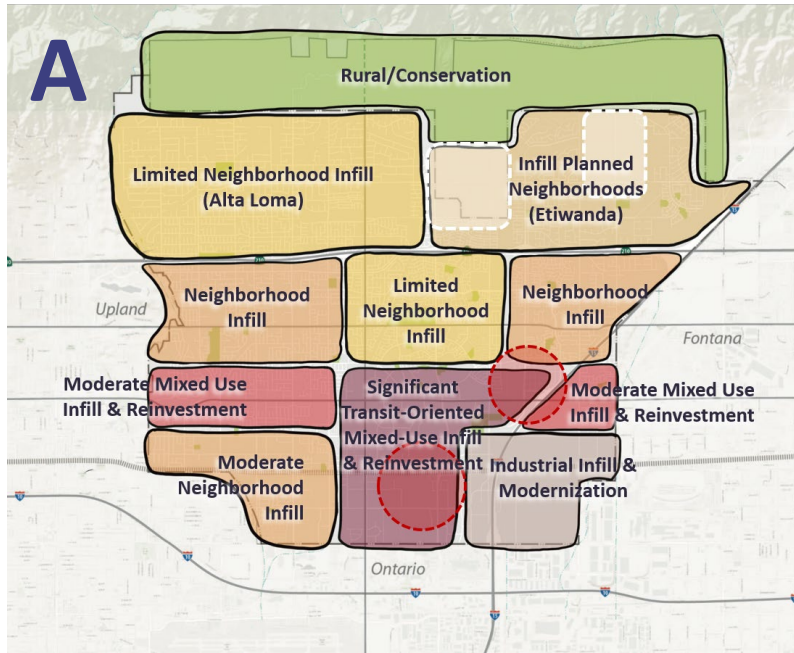 A
Rural/Conservation
Limited Neighborhood Infill
(Alta Loma)
Infill Planned
Neighborhoods
(Etiwanda)
Upland
Neighborhood
Infill
Limited
Neighborhood
Infill
Neighborhood
Infill
Fontana
Moderate Mixed Use
Infill & Reinvestment
Significant
Transit-Oriented
Mixed-Use Infill
& Reinvestment
Moderate Mixed Use
Infill & Reinvestment
Moderate
Neighborhood
Infill
Industrial Infill &
Modernization
Ontario